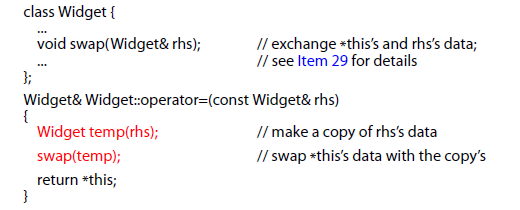 class Widget {
...
void swap(Widget& rhs); // exchange *this's and rhs's data;
... // see Item 29 for details
};
Widget& Widget::operator=(const Widget& rhs)
{
Widget temp(rhs); // make a copy of rhs's data
swap(temp); // swap *this's data with the copy's
return *this;
}